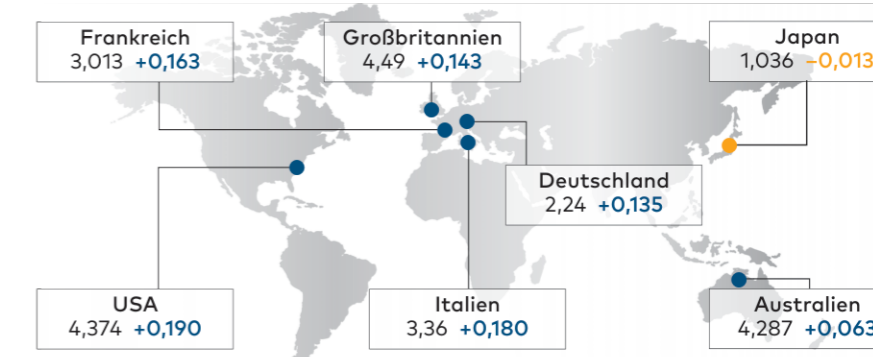 Frankreich
3,013 +0,163
Großbritannien
4,49 +0,143
Japan
1,036 –0,013
Deutschland
2,24 +0,135
USA
4,374 +0,190
Italien
3,36 +0,180
Australien
4,287 +0,063